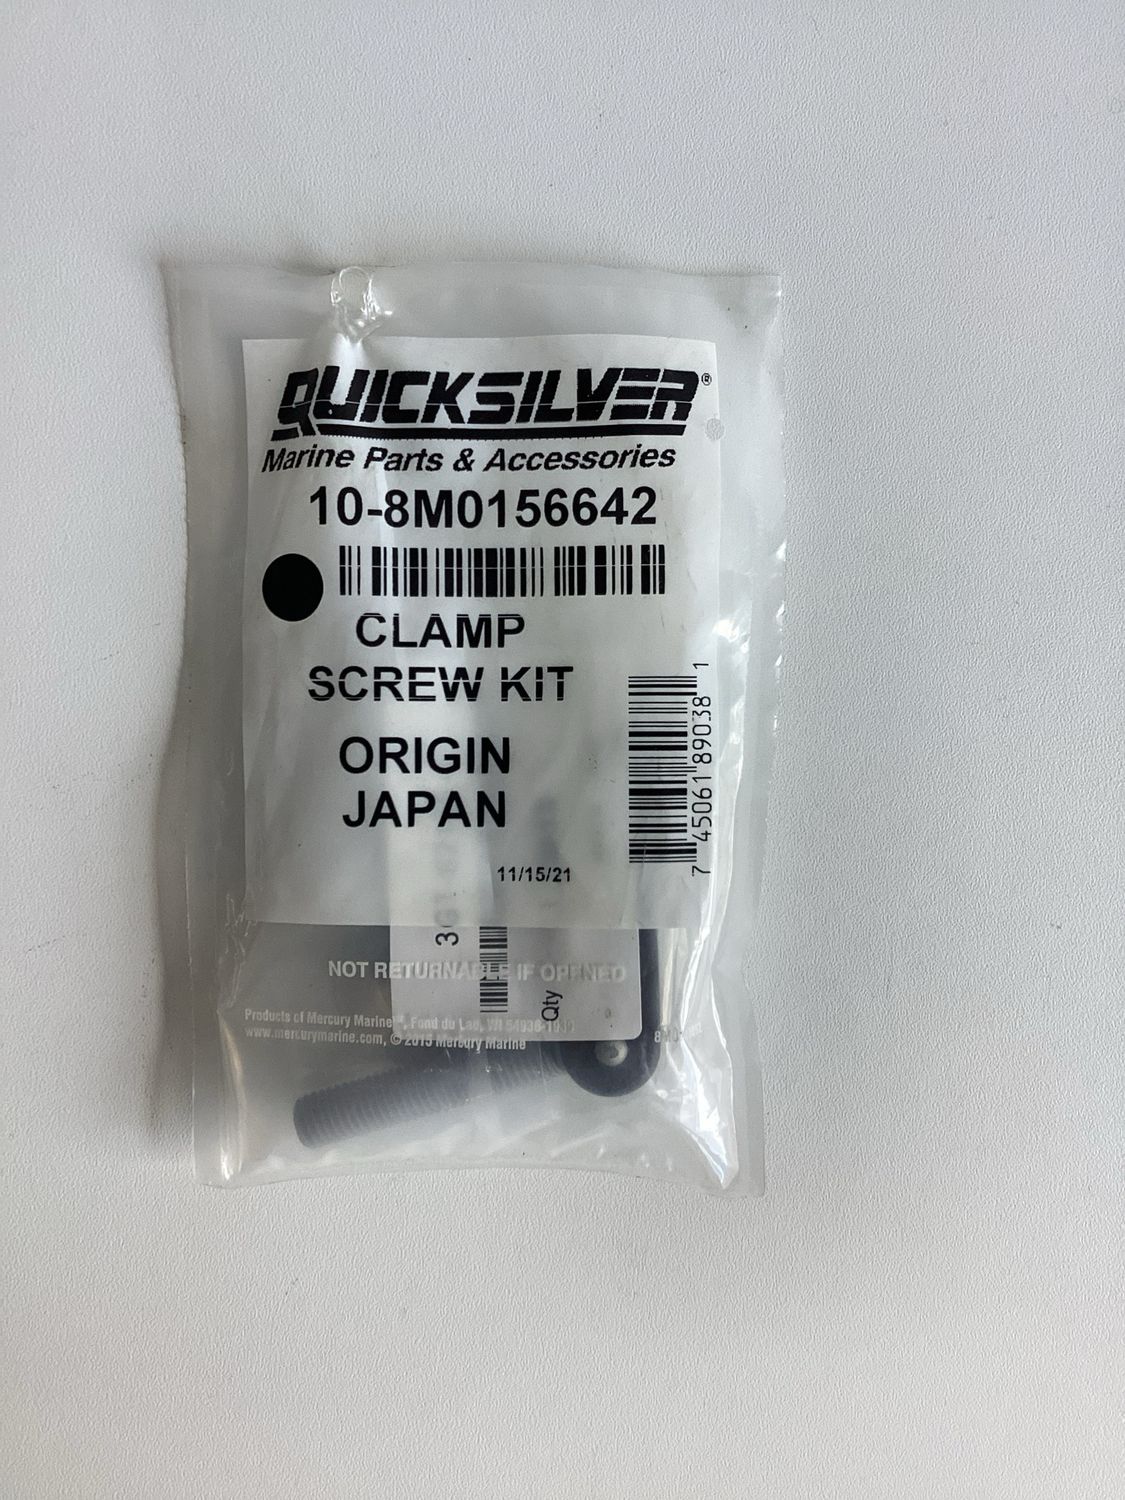 QUICKSILVER®
Marine Parts & Accessories
10-8M0156642
CLAMP
SCREW KIT
ORIGIN
JAPAN
7 45061 89038 1
11/15/21
Qty
NOT RETURNABLE IF OPENED
Products of Mercury Marine, Fond du Lac, WI
www.mercurymarine.com, © 2015 Mercury Marine